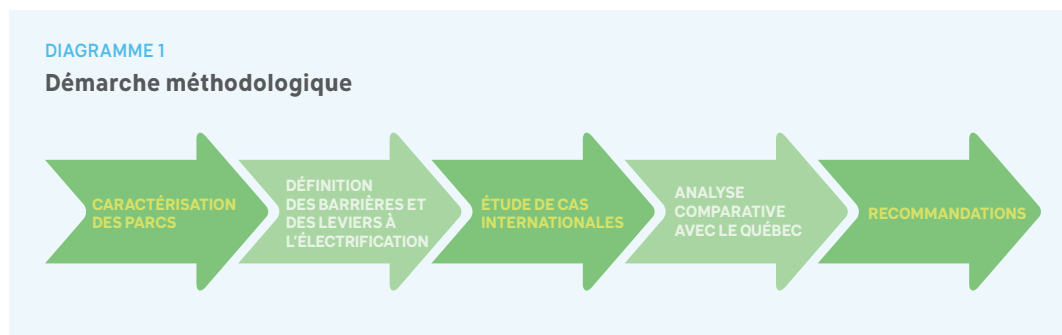 DIAGRAMME 1
Démarche méthodologique
CARACTÉRISATION
DES PARCS
DÉFINITION
DES BARRIÈRES ET
DES LEVIERS À
L'ÉLECTRIFICATION
ÉTUDE DE CAS
INTERNATIONALES
ANALYSE
COMPARATIVE
AVEC LE QUÉBEC
RECOMMANDATIONS